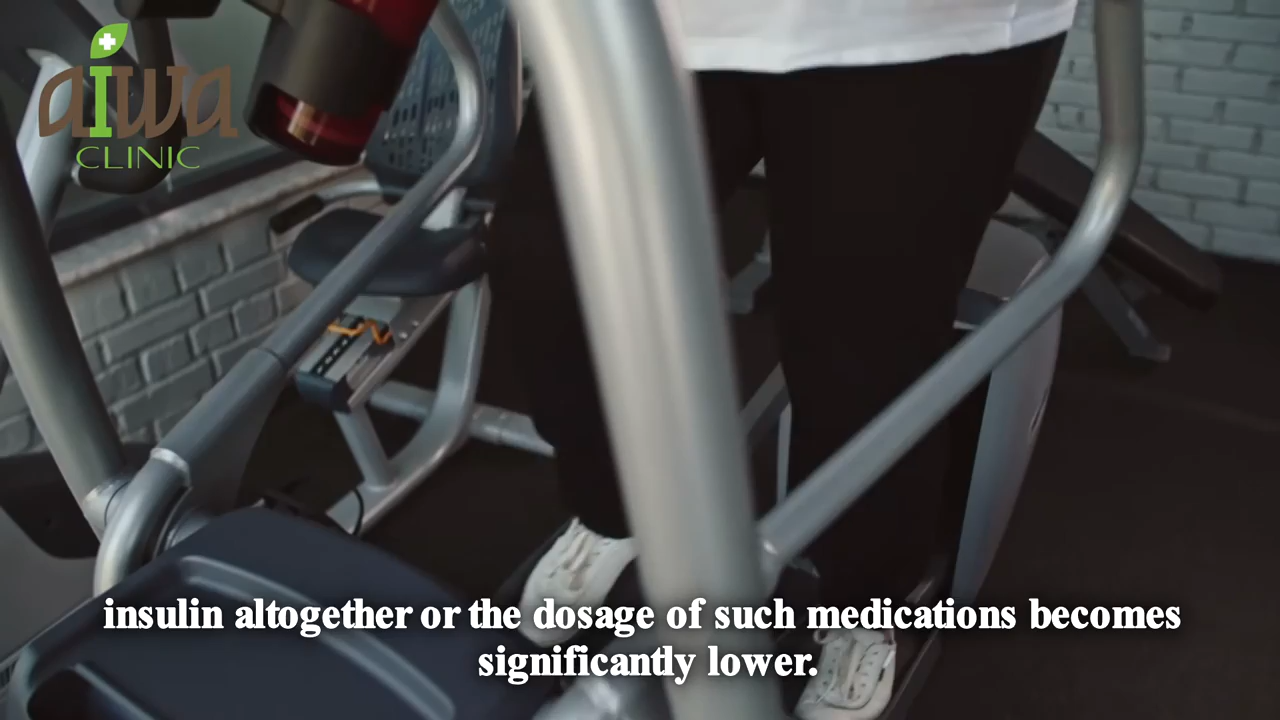 aiwa
CLINIC
insulin altogether or the dosage of such medications becomes
significantly lower.